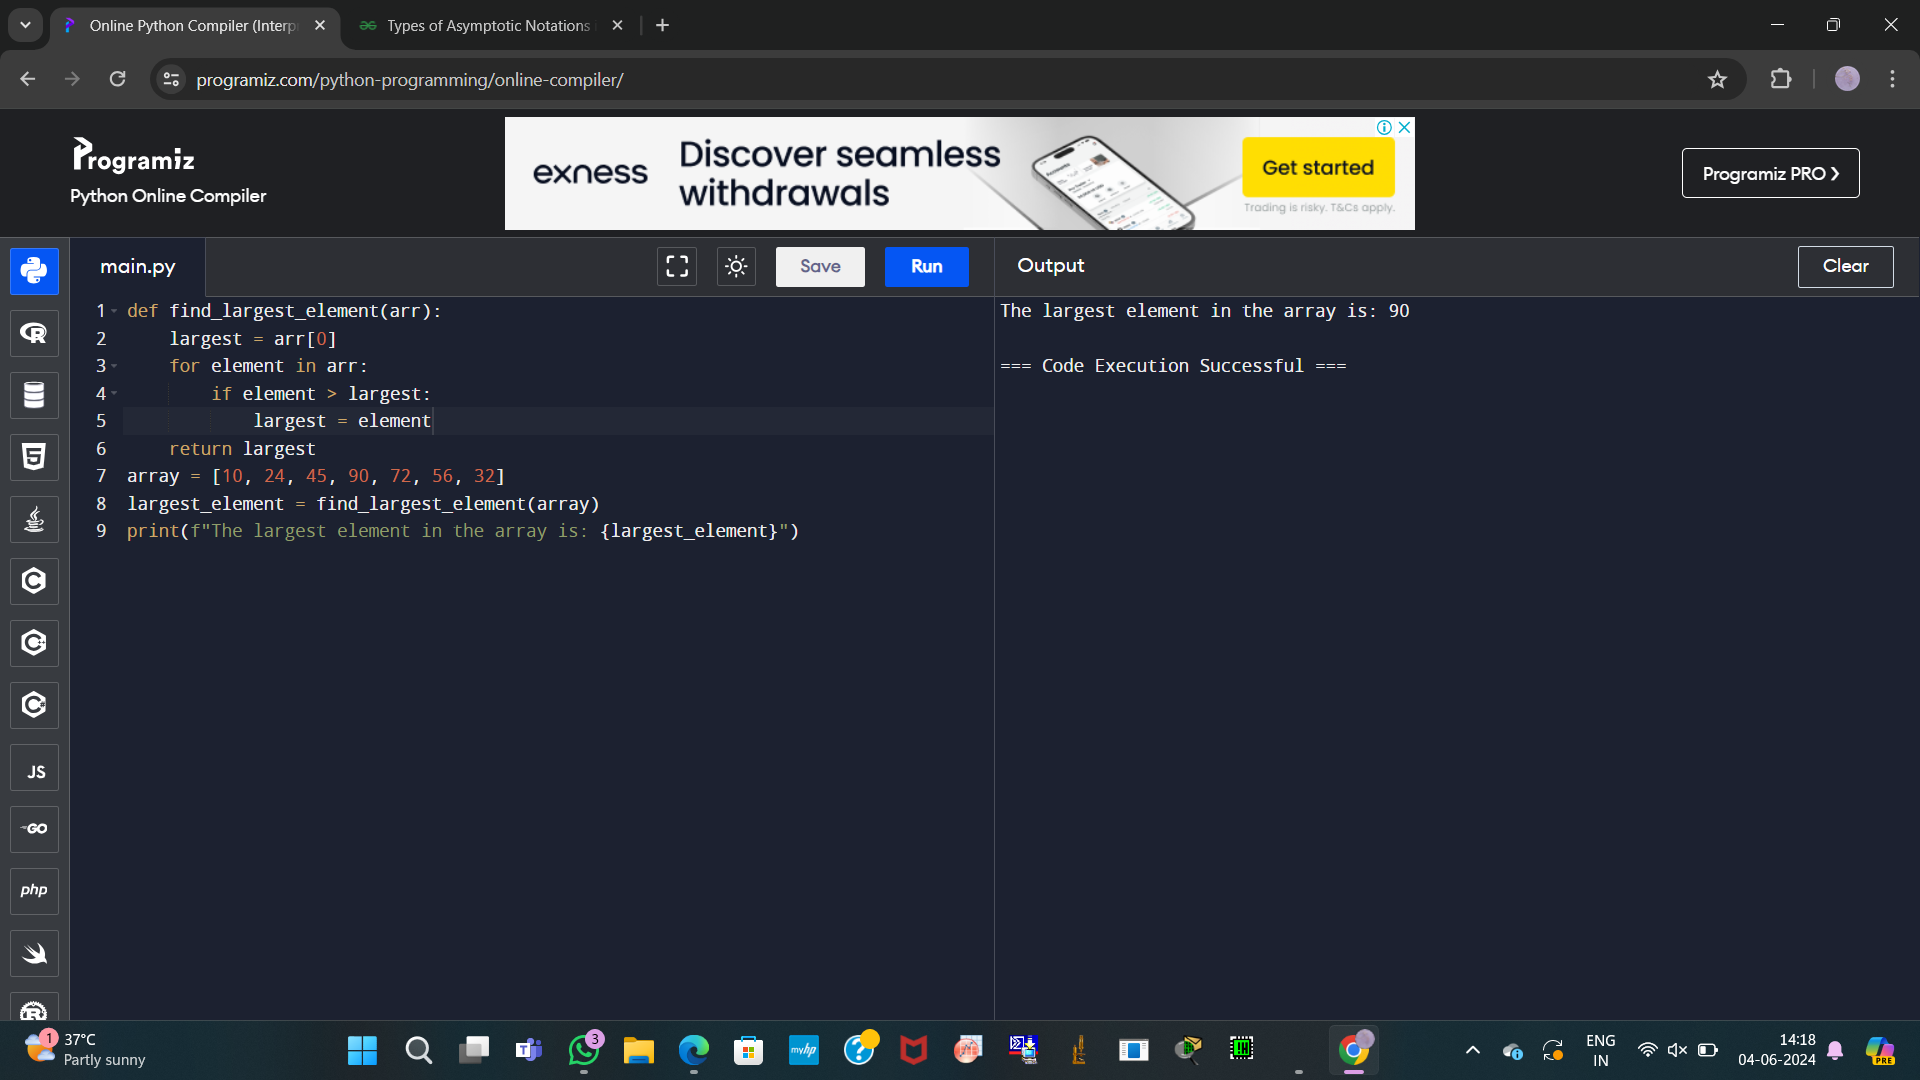 Online Python Compiler (Interp
Types of Asymptotic Notations
programiz.com/python-programming/online-compiler/
Programiz
Python Online Compiler
exness
Discover seamless
withdrawals
Get started
Trading is risky. T&Cs apply.
Programiz PRO
main.py
Save
Run
Output
Clear
1 def find_largest_element(arr):
2     largest = arr[0]
3     for element in arr:
4         if element > largest:
5             largest = element
6     return largest
7 array = [10, 24, 45, 90, 72, 56, 32]
8 largest_element = find_largest_element(array)
9 print(f"The largest element in the array is: {largest_element}")
The largest element in the array is: 90
=== Code Execution Successful ===
R
5
C
C++
C
JS
GO
php
R
1
37°C
Partly sunny
T
3
myhp
?
ENG
IN
14:18
04-06-2024
PRE